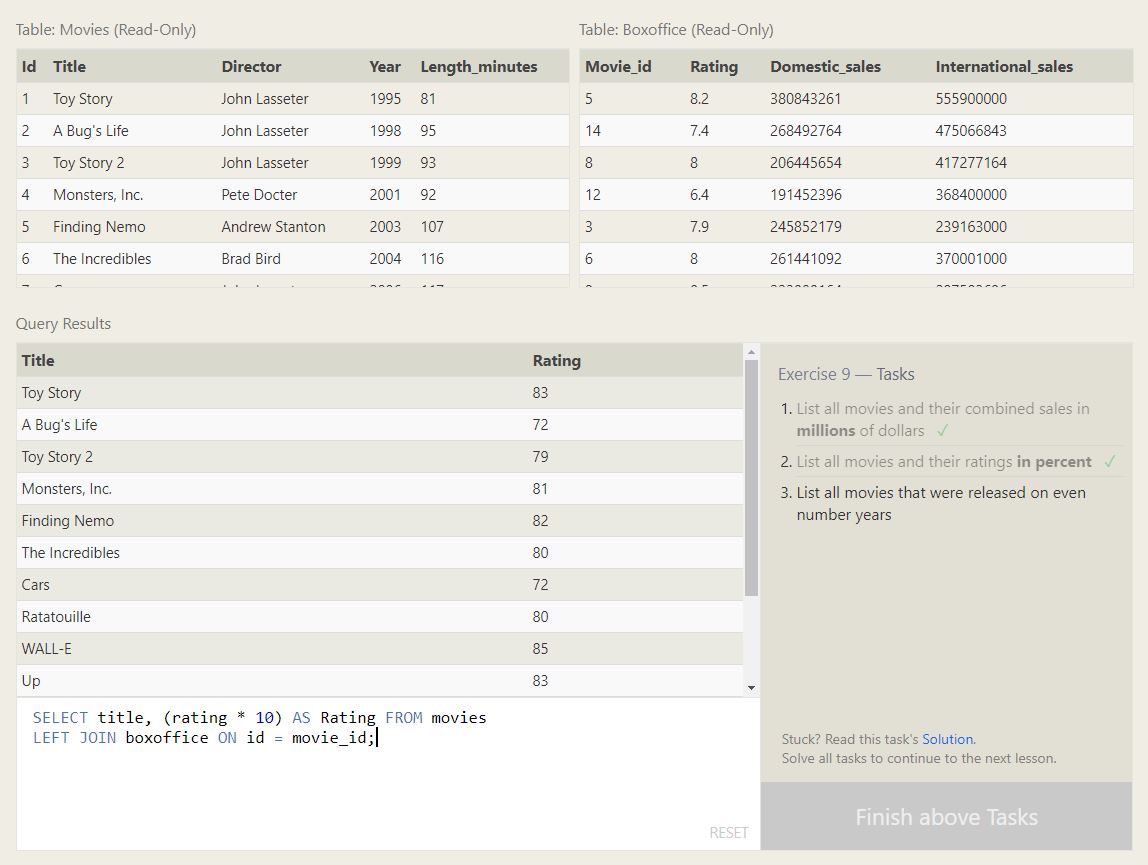 Table: Movies (Read-Only)
Id Title Director Year Length_minutes
1 Toy Story John Lasseter 1995 81
2 A Bug's Life John Lasseter 1998 95
3 Toy Story 2 John Lasseter 1999 93
4 Monsters, Inc. Pete Docter 2001 92
5 Finding Nemo Andrew Stanton 2003 107
6 The Incredibles Brad Bird 2004 116
Table: Boxoffice (Read-Only)
Movie_id Rating Domestic_sales International_sales
5 8.2 380843261 555900000
14 7.4 268492764 475066843
8 8 206445654 417277164
12 6.4 191452396 368400000
3 7.9 245852179 239163000
6 8 261441092 370001000
Query Results
Title Rating
Toy Story 83
A Bug's Life 72
Toy Story 2 79
Monsters, Inc. 81
Finding Nemo 82
The Incredibles 80
Cars 72
Ratatouille 80
WALL-E 85
Up 83
SELECT title, (rating * 10) AS Rating FROM movies
LEFT JOIN boxoffice ON id = movie_id;
RESET
Exercise 9 — Tasks
1. List all movies and their combined sales in
millions of dollars ✓
2. List all movies and their ratings in percent ✓
3. List all movies that were released on even
number years
Stuck? Read this task's Solution.
Solve all tasks to continue to the next lesson.
Finish above Tasks